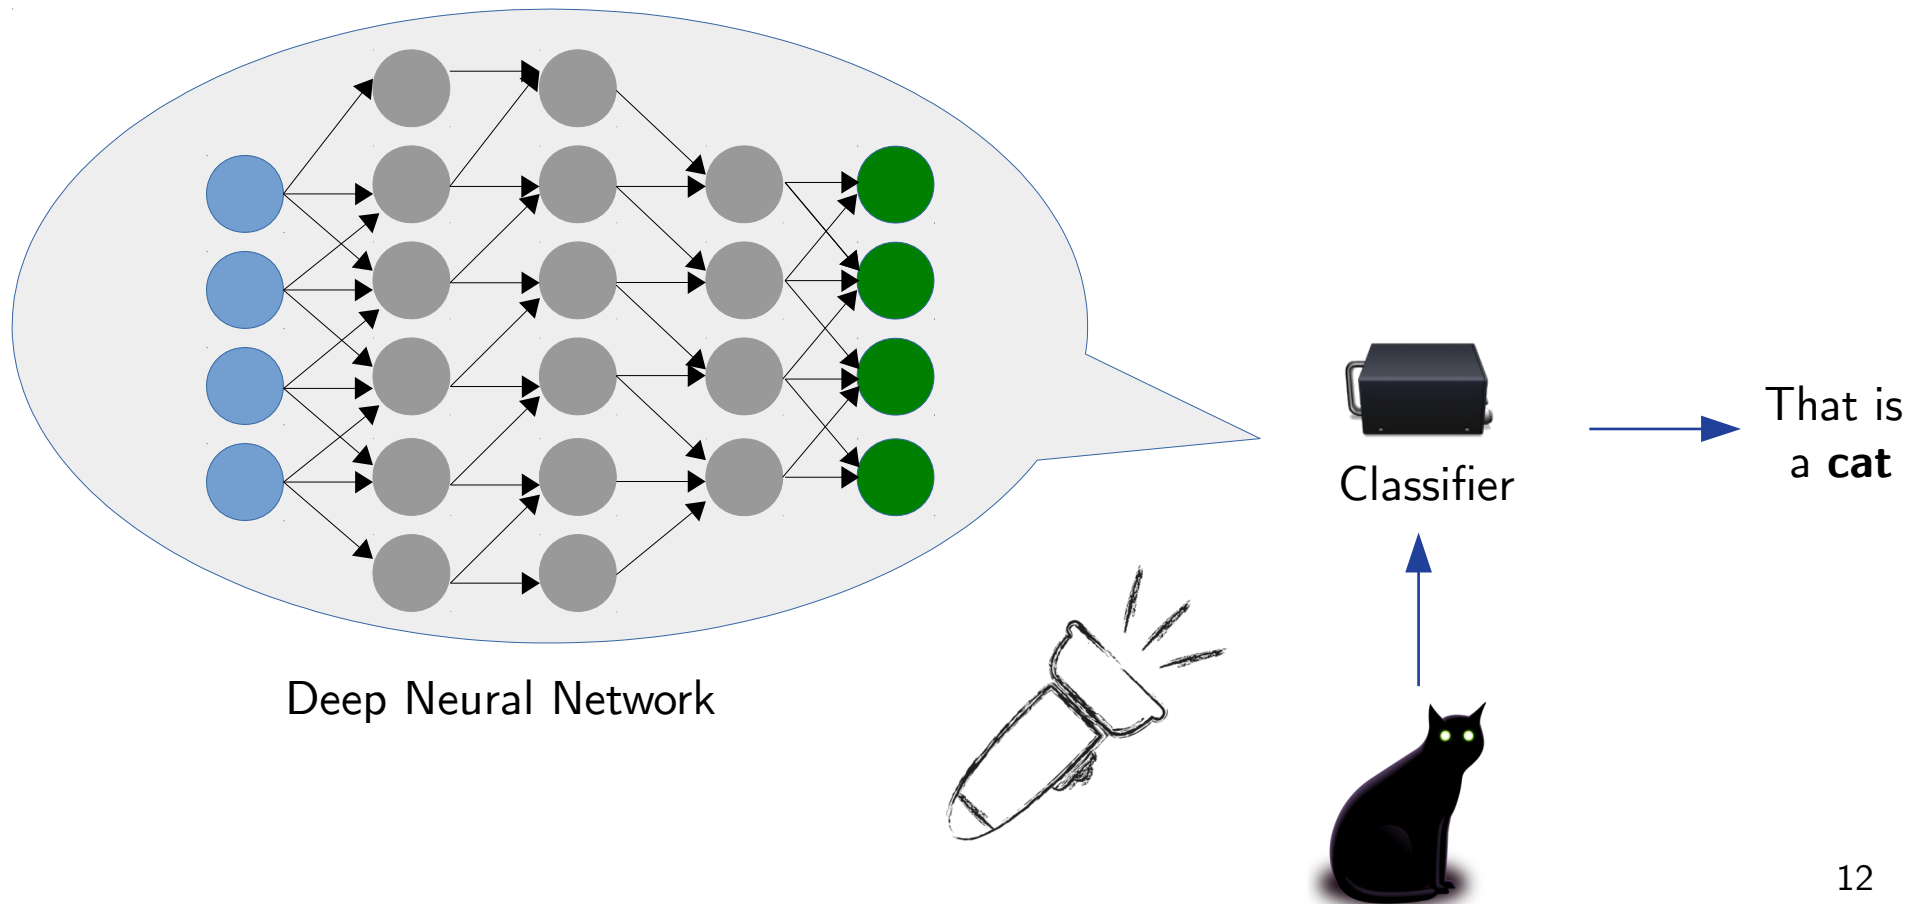 Deep Neural Network
Classifier
That is
a cat
12